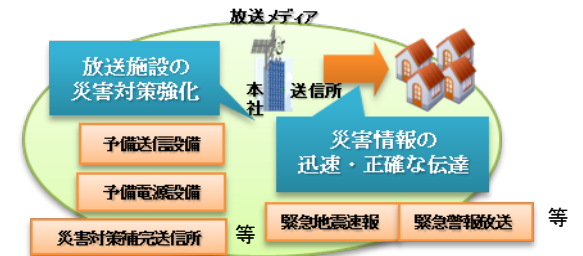 放送メディア
放送施設の
災害対策強化
本社
送信所
災害情報の
迅速・正確な伝達
予備送信設備
予備電源設備
災害対策補完送信所
等
緊急地震速報
緊急警報放送
等